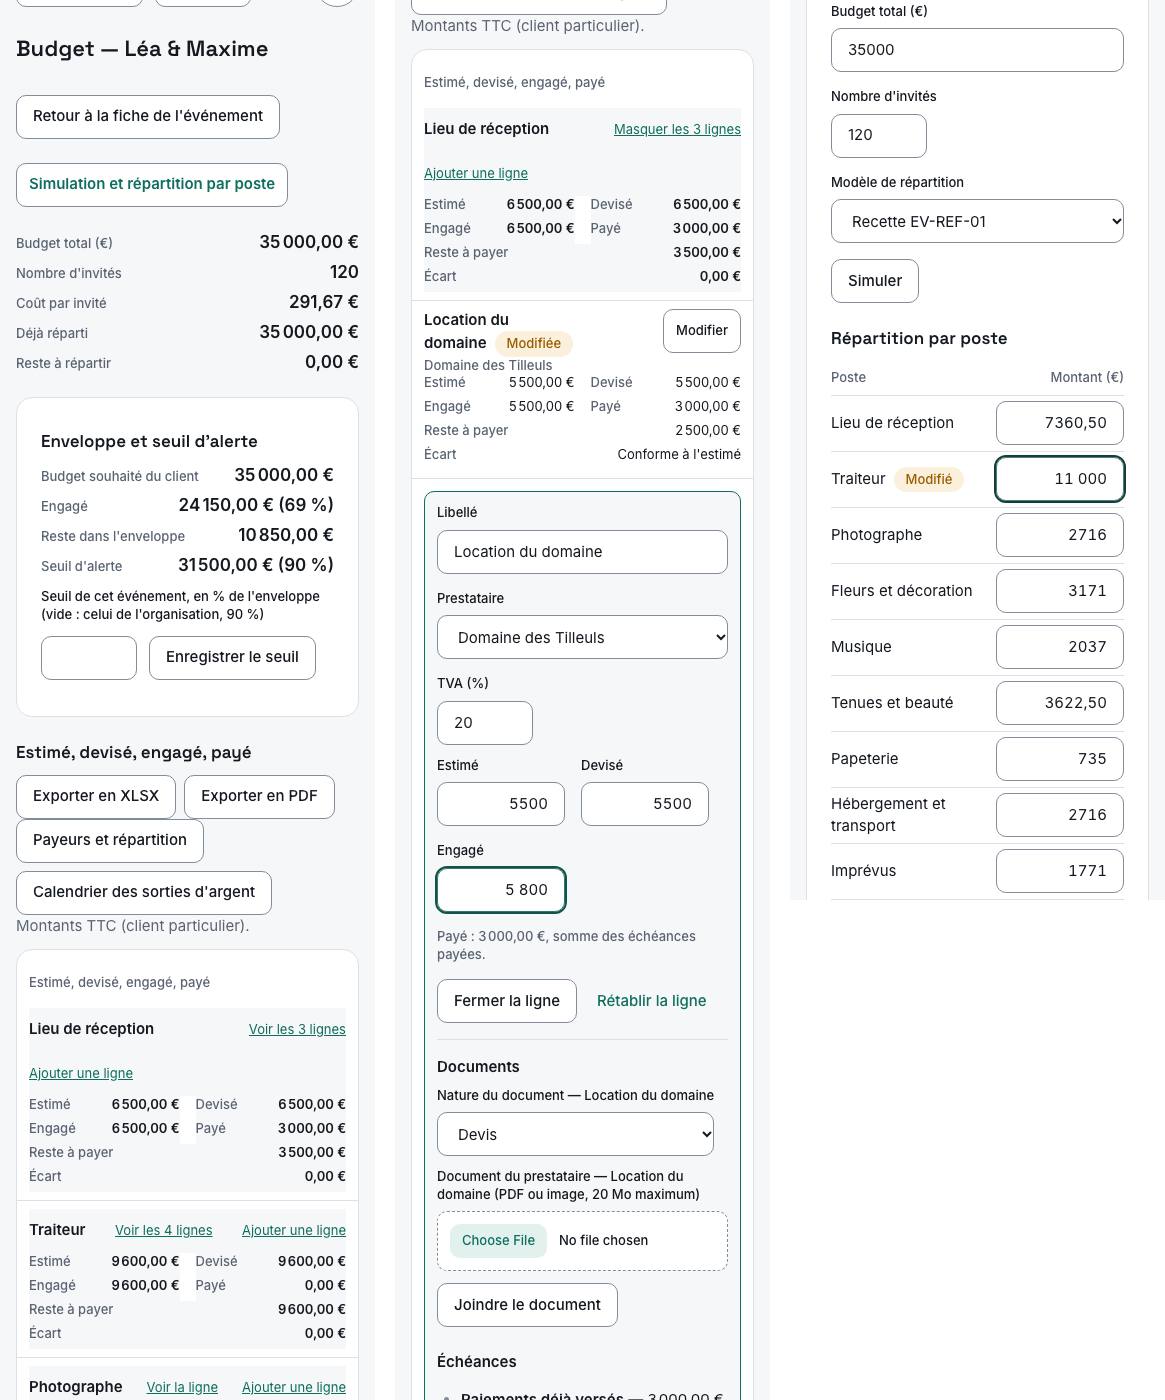 Budget — Léa & Maxime
Retour à la fiche de l'événement
Simulation et répartition par poste
Budget total (€) 35 000,00 €
Nombre d'invités 120
Coût par invité 291,67 €
Déjà réparti 35 000,00 €
Reste à répartir 0,00 €
Enveloppe et seuil d'alerte
Budget souhaité du client 35 000,00 €
Engagé 24 150,00 € (69 %)
Reste dans l'enveloppe 10 850,00 €
Seuil d'alerte 31 500,00 € (90 %)
Seuil de cet événement, en % de l'enveloppe
(vide : celui de l'organisation, 90 %)
Enregistrer le seuil
Estimé, devisé, engagé, payé
Exporter en XLSX Exporter en PDF
Payeurs et répartition
Calendrier des sorties d'argent
Montants TTC (client particulier).
Estimé, devisé, engagé, payé
Lieu de réception Voir les 3 lignes
Ajouter une ligne
Estimé 6 500,00 € Devisé 6 500,00 €
Engagé 6 500,00 € Payé 3 000,00 €
Reste à payer 3 500,00 €
Écart 0,00 €
Traiteur Voir les 4 lignes Ajouter une ligne
Estimé 9 600,00 € Devisé 9 600,00 €
Engagé 9 600,00 € Payé 0,00 €
Reste à payer 9 600,00 €
Écart 0,00 €
Photographe Voir la ligne Ajouter une ligne
Montants TTC (client particulier).
Estimé, devisé, engagé, payé
Lieu de réception Masquer les 3 lignes
Ajouter une ligne
Estimé 6 500,00 € Devisé 6 500,00 €
Engagé 6 500,00 € Payé 3 000,00 €
Reste à payer 3 500,00 €
Écart 0,00 €
Location du
domaine Modifiée Modifier
Domaine des Tilleuls
Estimé 5 500,00 € Devisé 5 500,00 €
Engagé 5 500,00 € Payé 3 000,00 €
Reste à payer 2 500,00 €
Écart Conforme à l'estimé
Libellé
Location du domaine
Prestataire
Domaine des Tilleuls
TVA (%)
20
Estimé Devisé
5500 5500
Engagé
5 800
Payé : 3 000,00 €, somme des échéances
payées.
Fermer la ligne Rétablir la ligne
Documents
Nature du document — Location du domaine
Devis
Document du prestataire — Location du
domaine (PDF ou image, 20 Mo maximum)
Choose File No file chosen
Joindre le document
Échéances
Paiements déjà versés — 3 000,00 €
Budget total (€)
35000
Nombre d'invités
120
Modèle de répartition
Recette EV-REF-01
Simuler
Répartition par poste
Poste Montant (€)
Lieu de réception 7360,50
Traiteur Modifié 11 000
Photographe 2716
Fleurs et décoration 3171
Musique 2037
Tenues et beauté 3622,50
Papeterie 735
Hébergement et
transport 2716
Imprévus 1771